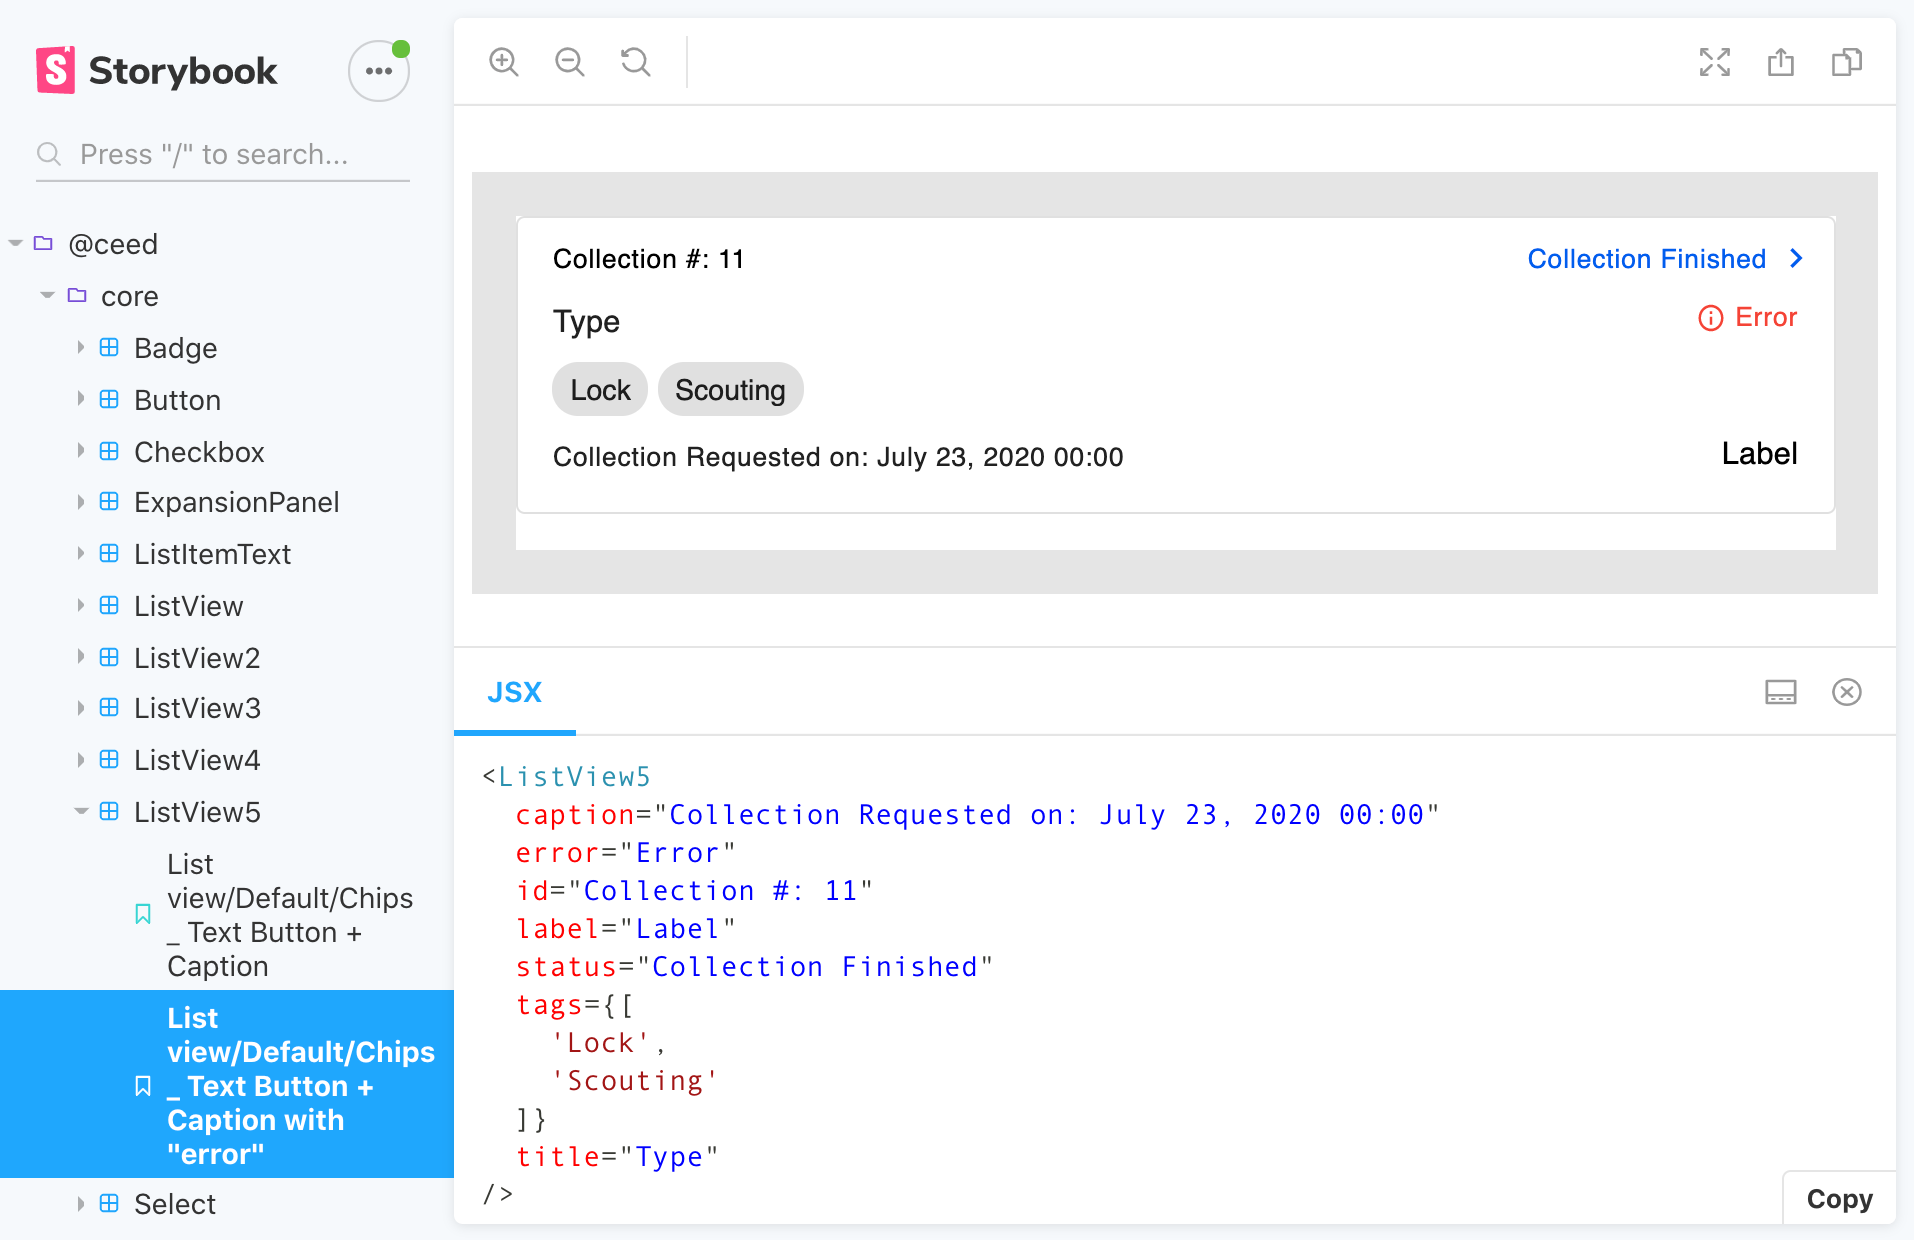 Storybook
Press "/" to search...
@ceed
core
Badge
Button
Checkbox
ExpansionPanel
ListItemText
ListView
ListView2
ListView3
ListView4
ListView5
List
view/Default/Chips
_ Text Button +
Caption
List
view/Default/Chips
_ Text Button +
Caption with
"error"
Select
Collection #: 11
Collection Finished
Type
Error
Lock
Scouting
Collection Requested on: July 23, 2020 00:00
Label
JSX
<ListView5
caption="Collection Requested on: July 23, 2020 00:00"
error="Error"
id="Collection #: 11"
label="Label"
status="Collection Finished"
tags={[
'Lock',
'Scouting'
]}
title="Type"
/>
Copy